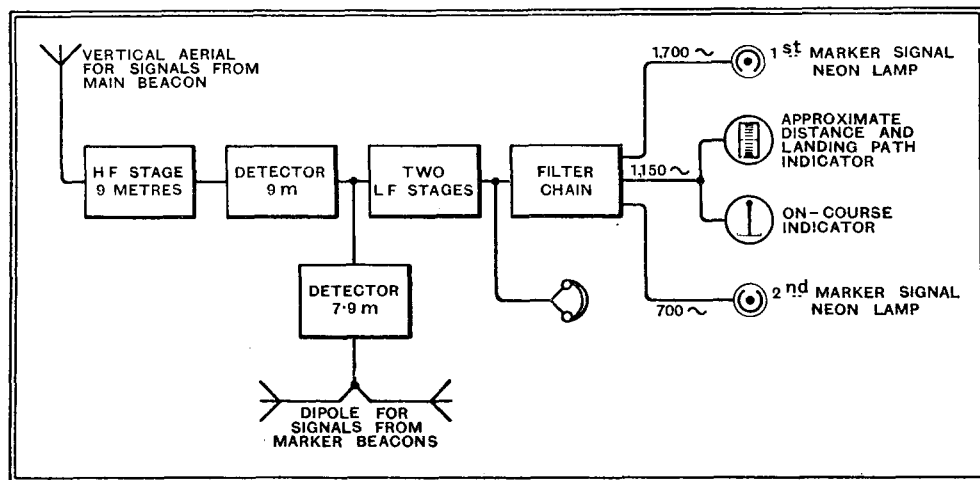 VERTICAL AERIAL
FOR SIGNALS FROM
MAIN BEACON
HF STAGE
9 METRES
DETECTOR
9 m
TWO
LF STAGES
FILTER
CHAIN
DETECTOR
7·9 m
DIPOLE FOR
SIGNALS FROM
MARKER BEACONS
1,700 ~
1st MARKER SIGNAL
NEON LAMP
1,150 ~
APPROXIMATE
DISTANCE AND
LANDING PATH
INDICATOR
ON-COURSE
INDICATOR
700 ~
2nd MARKER SIGNAL
NEON LAMP